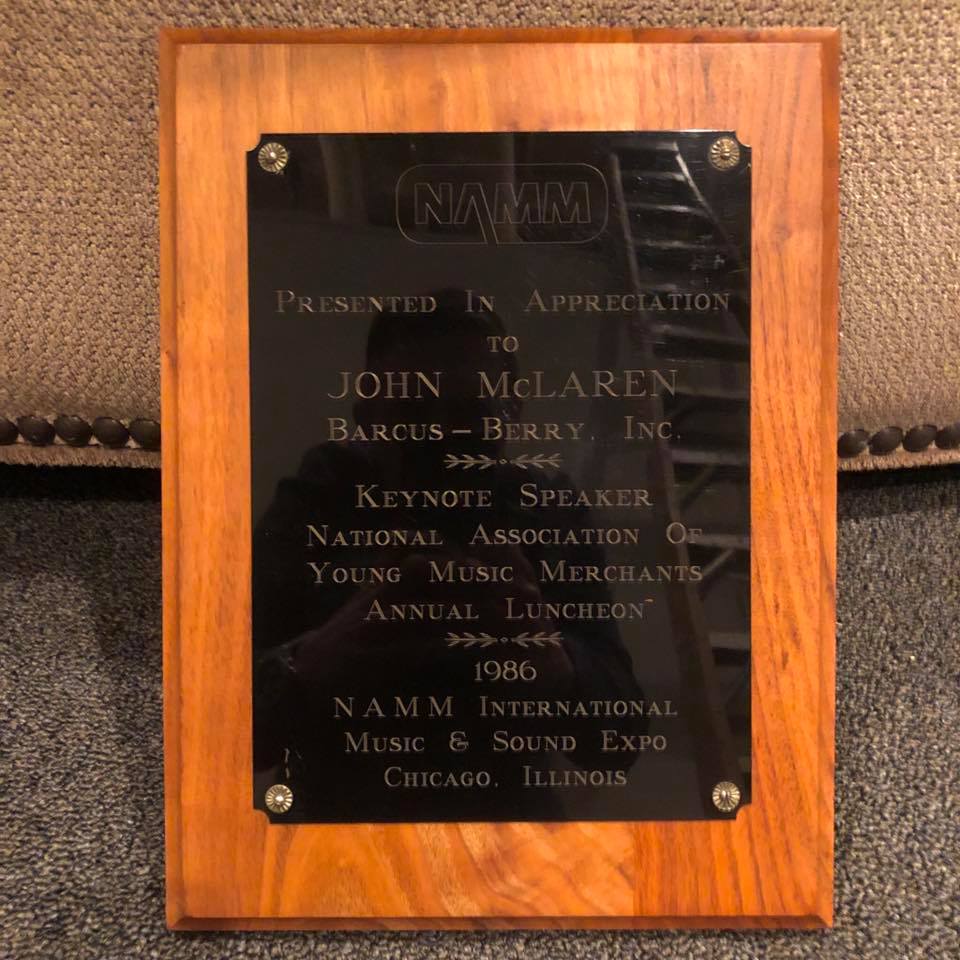 NAMM
Presented In Appreciation
to
JOHN McLAREN
Barcus-Berry, Inc.
Keynote Speaker
National Association Of
Young Music Merchants
Annual Luncheon
1986
NAMM International
Music & Sound Expo
Chicago, Illinois